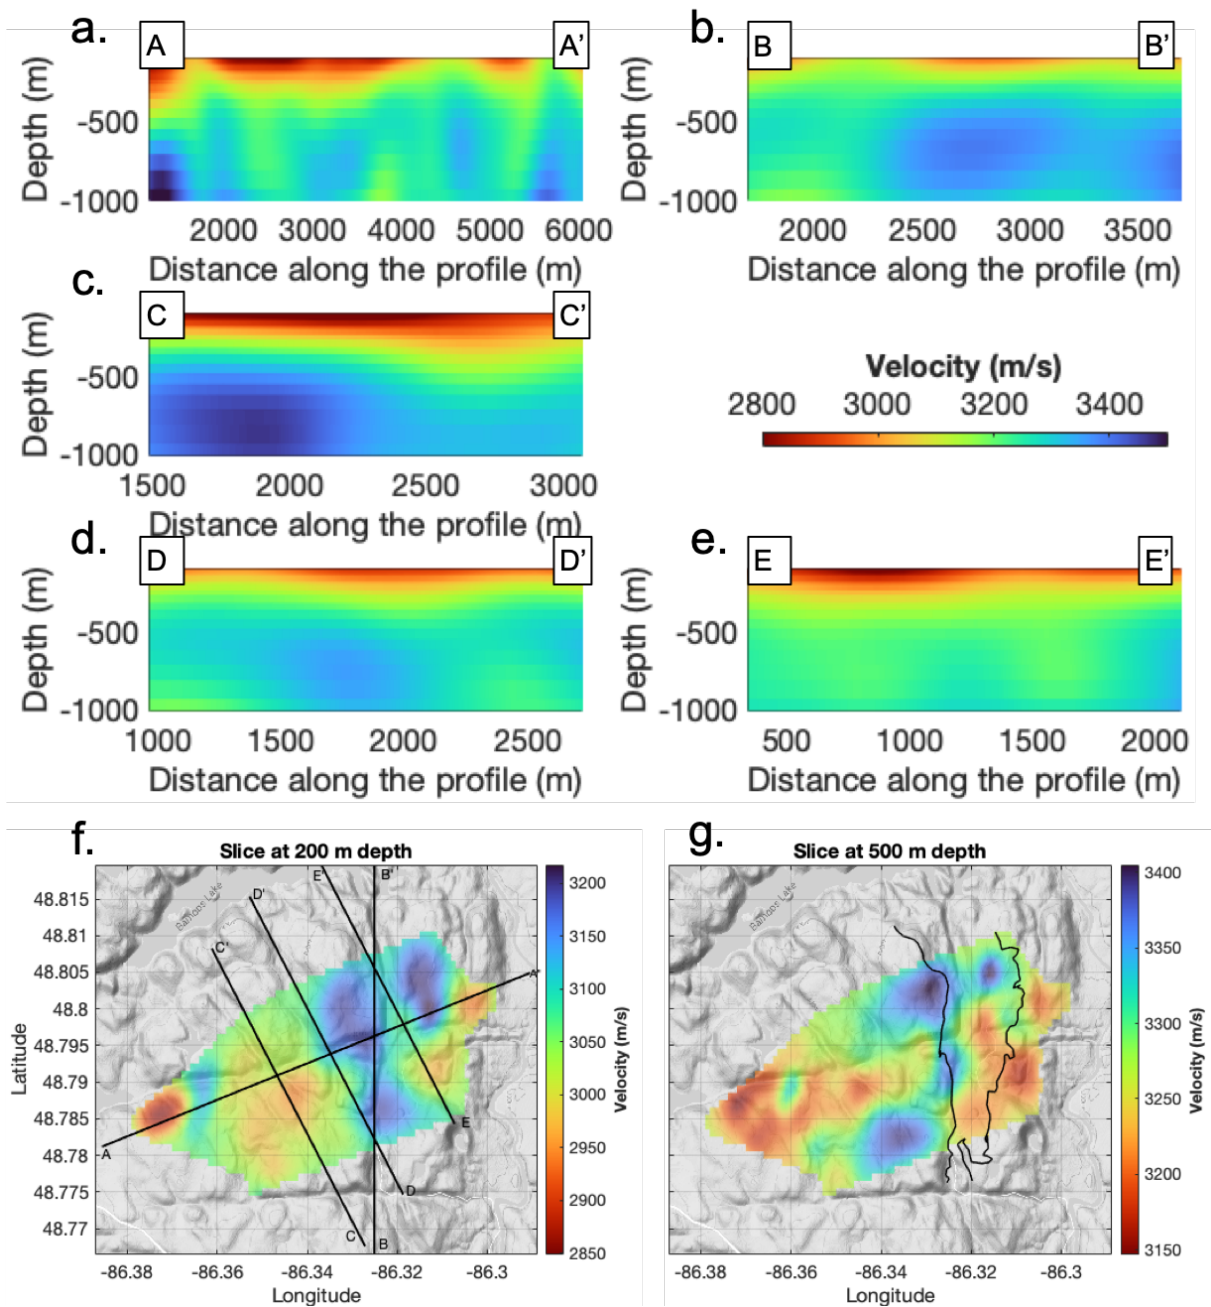 a.
A
A'
Depth (m)
-500
-1000
2000 3000 4000 5000 6000
Distance along the profile (m)
b.
B
B'
Depth (m)
-500
-1000
2000 2500 3000 3500
Distance along the profile (m)
c.
C
C'
Depth (m)
-500
-1000
1500 2000 2500 3000
Distance along the profile (m)
Velocity (m/s)
2800 3000 3200 3400
d.
D
D'
Depth (m)
-500
-1000
1000 1500 2000 2500
Distance along the profile (m)
e.
E
E'
Depth (m)
-500
-1000
500 1000 1500 2000
Distance along the profile (m)
f.
Slice at 200 m depth
Latitude
48.815
48.81
48.805
48.8
48.795
48.79
48.785
48.78
48.775
48.77
-86.38 -86.36 -86.34 -86.32 -86.3
Longitude
Bamoos Lake
E'
B'
D'
C'
A'
A
E
D
C
B
3200
3150
3100
3050
3000
2950
2900
2850
Velocity (m/s)
g.
Slice at 500 m depth
Bamoos Lake
-86.38 -86.36 -86.34 -86.32 -86.3
Longitude
3400
3350
3300
3250
3200
3150
Velocity (m/s)